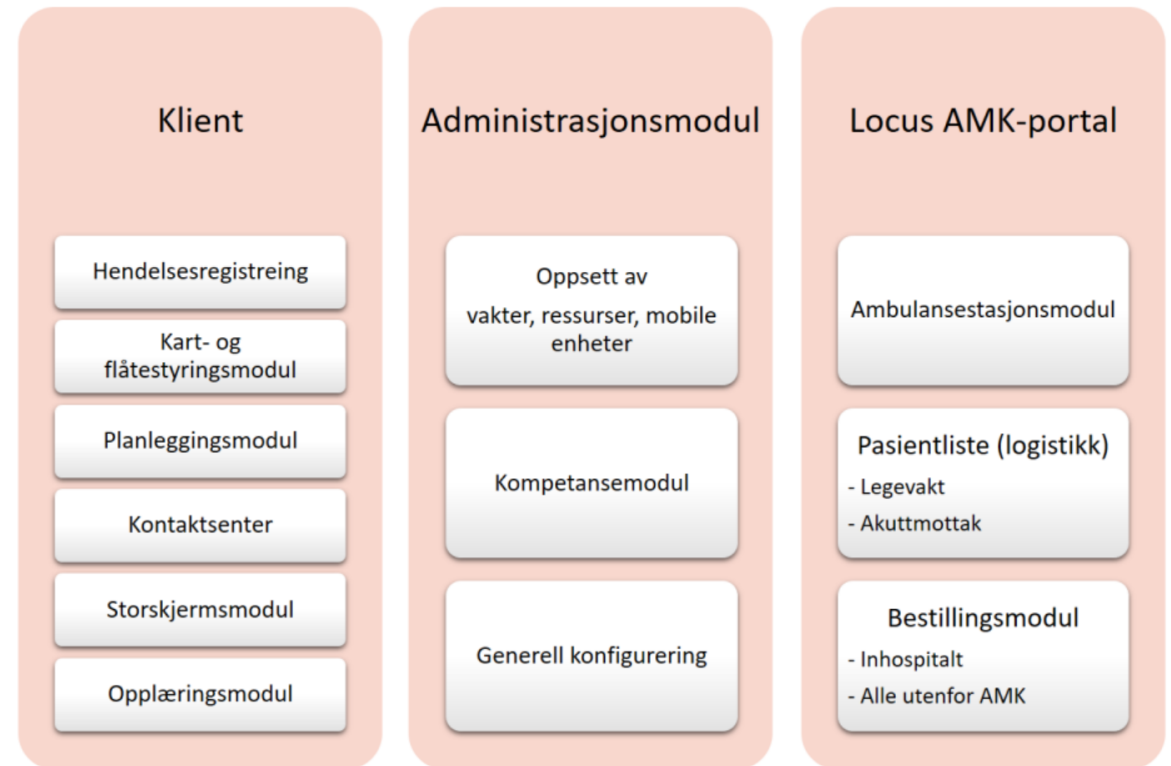 Klient
Hendelsesregistreing
Kart- og
flåtestyringsmodul
Planleggingsmodul
Kontaktsenter
Storskjermsmodul
Opplæringsmodul
Administrasjonsmodul
Oppsett av
vakter, ressurser, mobile
enheter
Kompetansemodul
Generell konfigurering
Locus AMK-portal
Ambulansestasjonsmodul
Pasientliste (logistikk)
- Legevakt
- Akuttmottak
Bestillingsmodul
- Inhospitalt
- Alle utenfor AMK